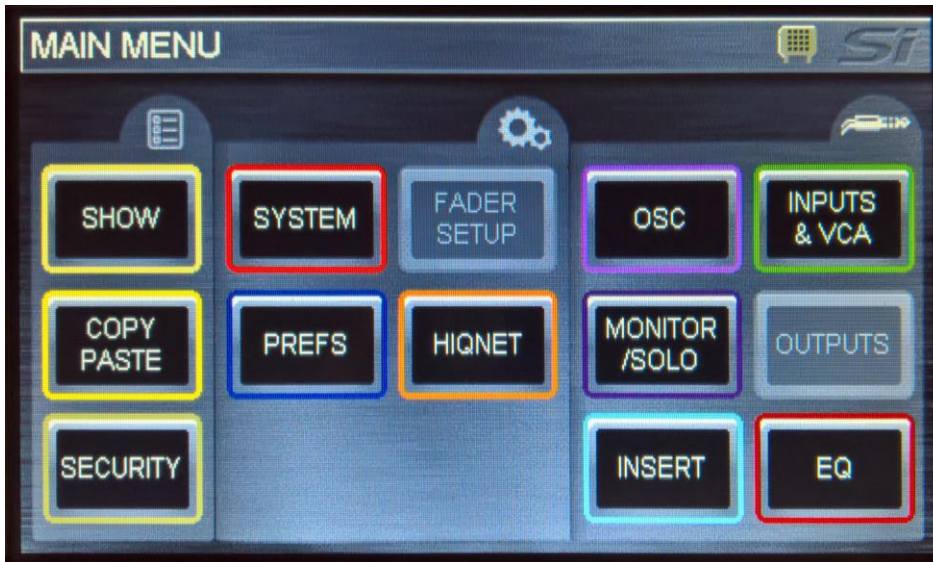 MAIN MENU
Si
SHOW
COPY
PASTE
SECURITY
SYSTEM
FADER
SETUP
PREFS
HIQNET
OSC
INPUTS
& VCA
MONITOR
/SOLO
OUTPUTS
INSERT
EQ